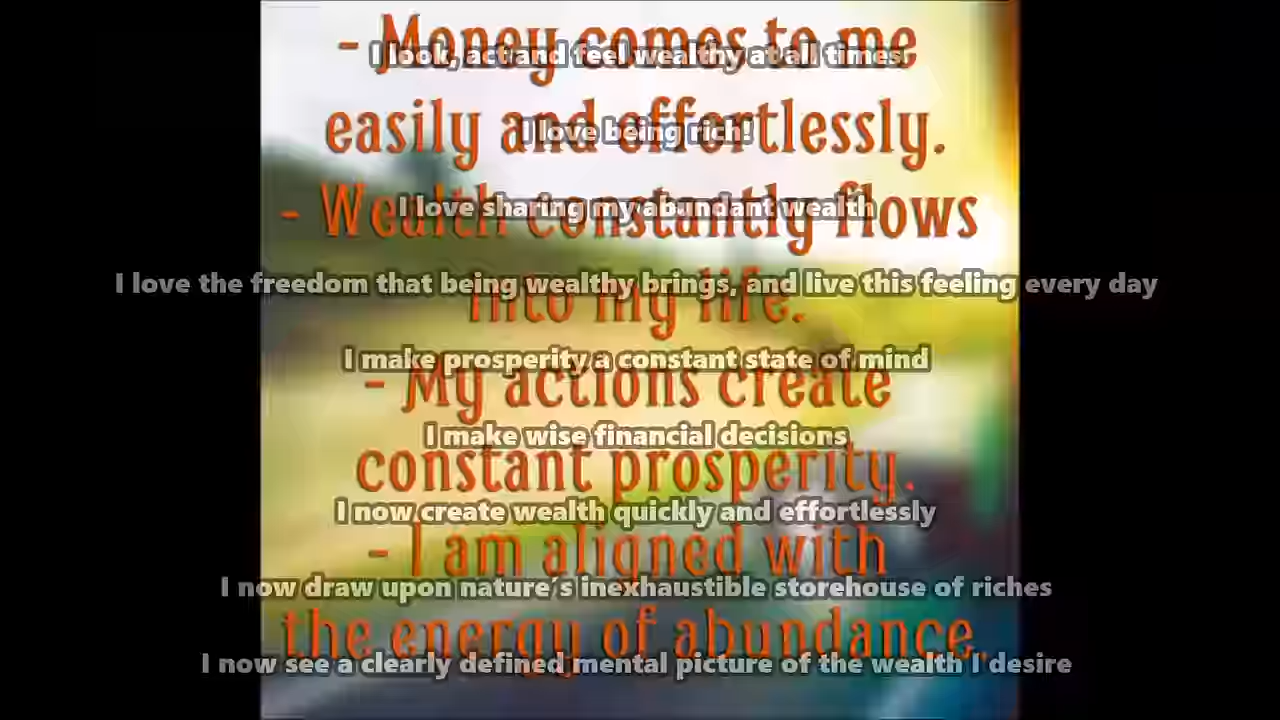 - Money comes to me
I look, act and feel wealthy at all times.
easily and effortlessly.
I love being rich!
- Wealth constantly flows
I love sharing my abundant wealth
I love the freedom that being wealthy brings, and live this feeling every day
into my life.
I make prosperity a constant state of mind
- My actions create
I make wise financial decisions
constant prosperity.
I now create wealth quickly and effortlessly
- I am aligned with
I now draw upon nature's inexhaustible storehouse of riches
the energy of abundance.
I now see a clearly defined mental picture of the wealth I desire